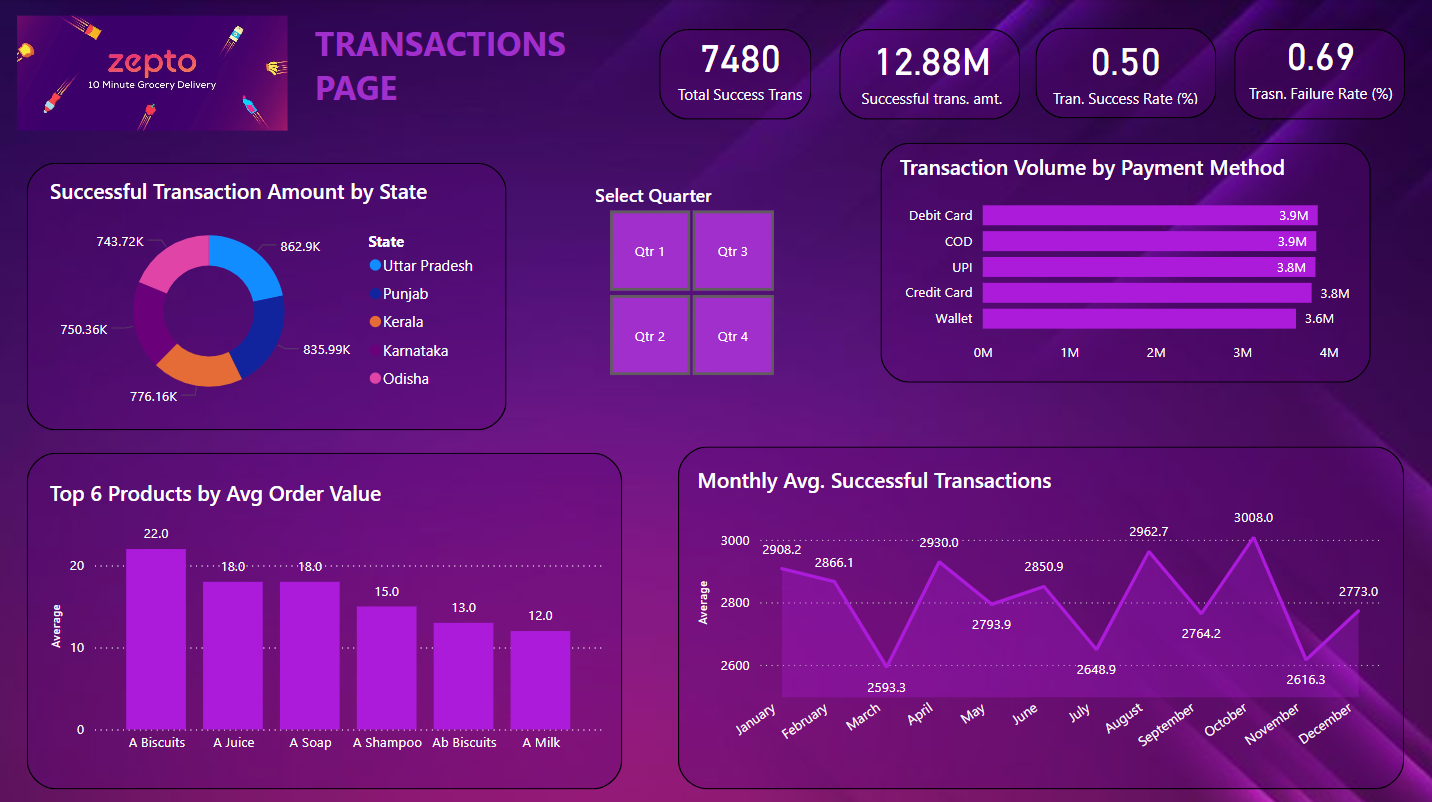 zepto
10 Minute Grocery Delivery
TRANSACTIONS
PAGE
7480
Total Success Trans
12.88M
Successful trans. amt.
0.50
Tran. Success Rate (%)
0.69
Trasn. Failure Rate (%)
Successful Transaction Amount by State
743.72K
862.9K
750.36K
835.99K
776.16K
State
Uttar Pradesh
Punjab
Kerala
Karnataka
Odisha
Select Quarter
Qtr 1
Qtr 3
Qtr 2
Qtr 4
Transaction Volume by Payment Method
Debit Card 3.9M
COD 3.9M
UPI 3.8M
Credit Card 3.8M
Wallet 3.6M
0M 1M 2M 3M 4M
Top 6 Products by Avg Order Value
Average
20
10
0
22.0
18.0
18.0
15.0
13.0
12.0
A Biscuits A Juice A Soap A Shampoo Ab Biscuits A Milk
Monthly Avg. Successful Transactions
Average
3000
2800
2600
2908.2
2866.1
2593.3
2930.0
2793.9
2850.9
2648.9
2962.7
2764.2
3008.0
2616.3
2773.0
January February March April May June July August September October November December